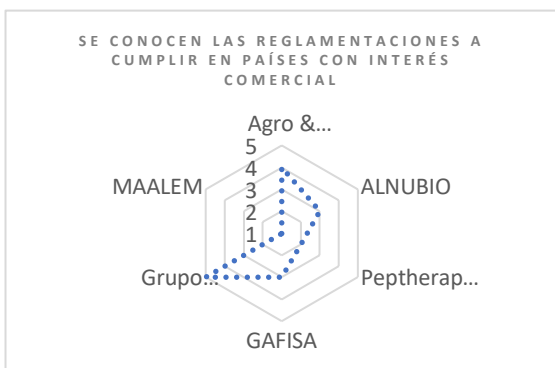 SE CONOCEN LAS REGLAMENTACIONES A
CUMPLIR EN PAÍSES CON INTERÉS
COMERCIAL
Agro &...
5
4
3
2
1
MAALEM
ALNUBIO
Grupo...
Peptherap...
GAFISA